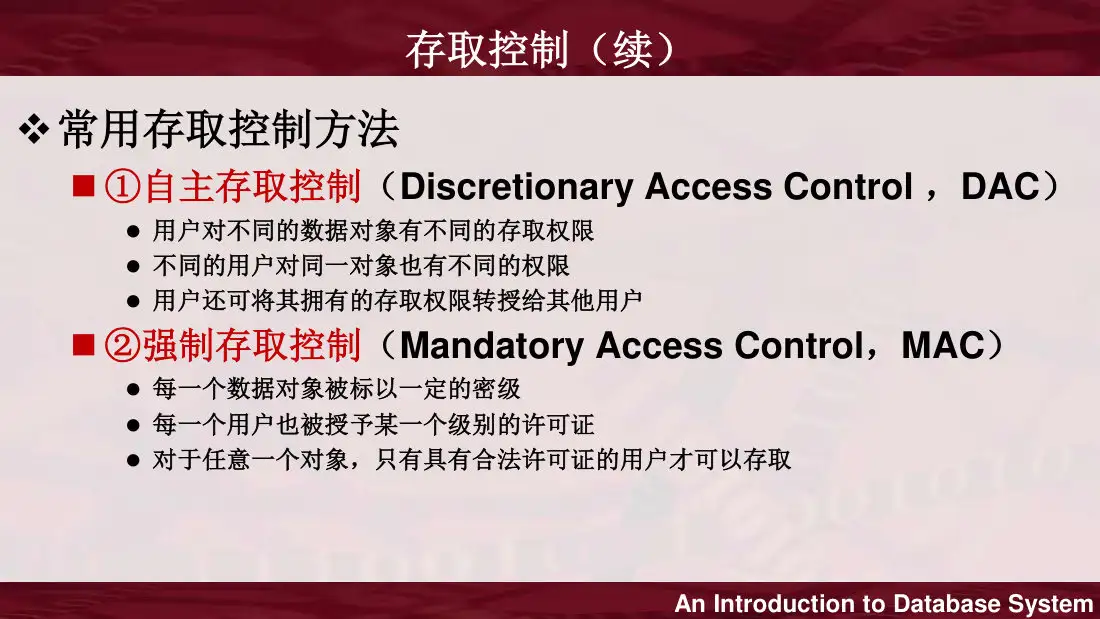 存取控制（续）
❖常用存取控制方法
■①自主存取控制（Discretionary Access Control ，DAC）
●用户对不同的数据对象有不同的存取权限
●不同的用户对同一对象也有不同的权限
●用户还可将其拥有的存取权限转授给其他用户
■②强制存取控制（Mandatory Access Control，MAC）
●每一个数据对象被标以一定的密级
●每一个用户也被授予某一个级别的许可证
●对于任意一个对象，只有具有合法许可证的用户才可以存取
An Introduction to Database System